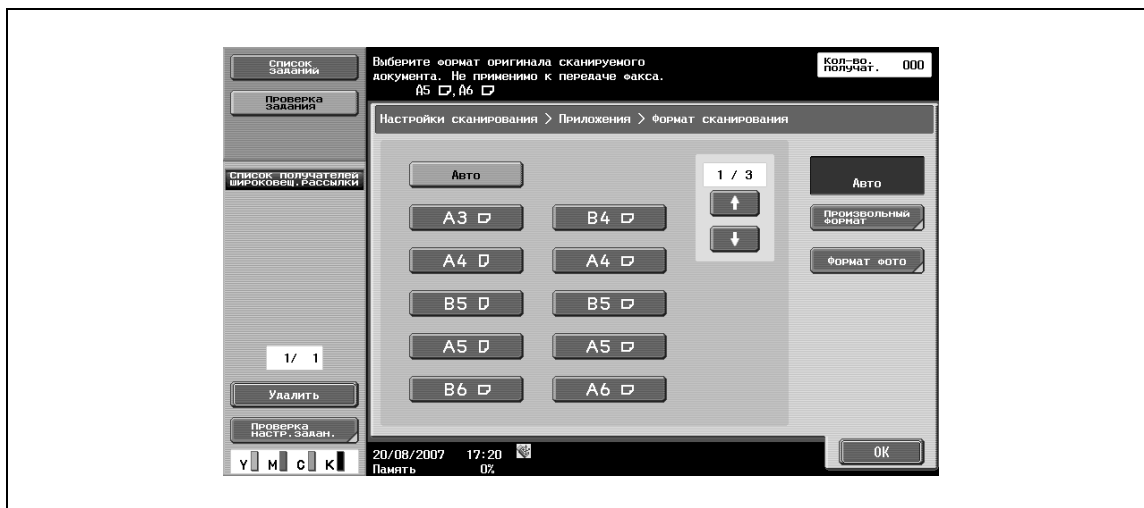 Список
заданий
Проверка
задания
Список получателей
широковещ.рассылки
1/ 1
Удалить
Проверка
настр.задан.
Y M C K
Выберите формат оригинала сканируемого
документа. Не применимо к передаче факса.
A5 , A6
Кол-во.
получат. 000
Настройки сканирования > Приложения > Формат сканирования
Авто
A3 B4
A4 A4
B5 B5
A5 A5
B6 A6
1 / 3
Авто
Произвольный
формат
Формат фото
20/08/2007 17:20
Память 0%
OK